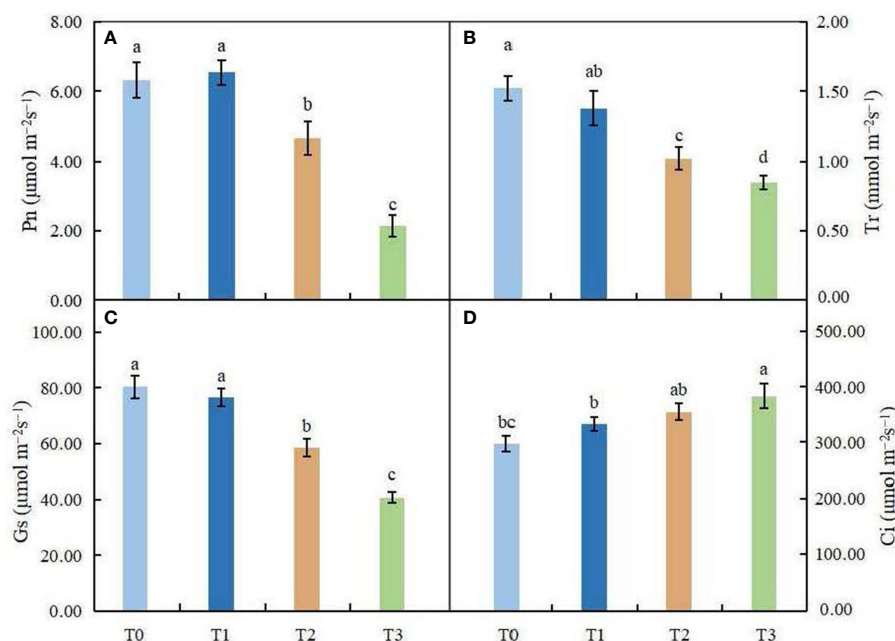 A
8.00
6.00
4.00
2.00
0.00
Pn (μmol m⁻²s⁻¹)
a
a
b
c
B
2.00
1.50
1.00
0.50
0.00
Tr (mmol m⁻²s⁻¹)
a
ab
c
d
C
100.00
80.00
60.00
40.00
20.00
0.00
Gs (μmol m⁻²s⁻¹)
a
a
b
c
T0 T1 T2 T3
D
500.00
400.00
300.00
200.00
100.00
0.00
Ci (μmol m⁻²s⁻¹)
bc
b
ab
a
T0 T1 T2 T3